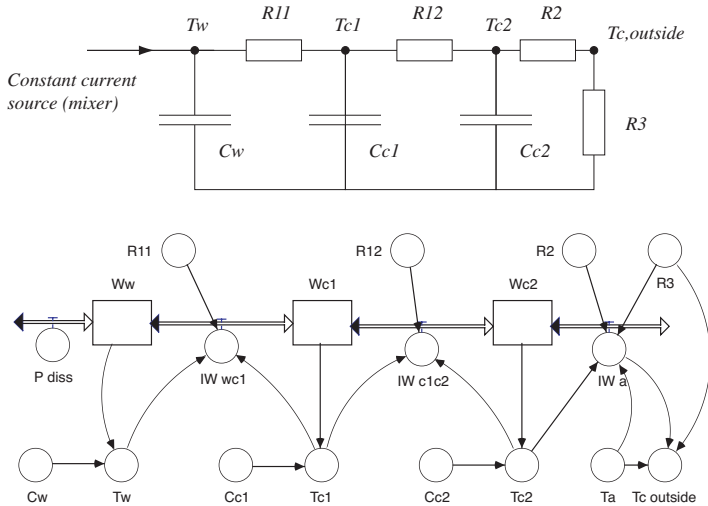 Tw
R11
Tc1
R12
Tc2
R2
Tc,outside
Constant current
source (mixer)
Cw
Cc1
Cc2
R3
R11
R12
R2
R3
Ww
Wc1
Wc2
P diss
IW wc1
IW c1c2
IW a
Cw
Tw
Cc1
Tc1
Cc2
Tc2
Ta
Tc outside